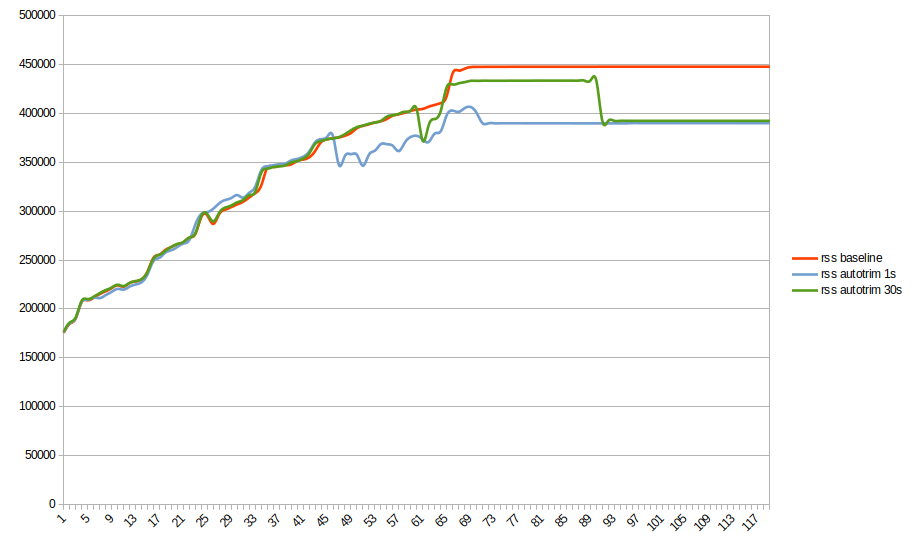 500000
450000
400000
350000
300000
250000
200000
150000
100000
50000
0
1 5 9 13 17 21 25 29 33 37 41 45 49 53 57 61 65 69 73 77 81 85 89 93 97 101 105 109 113 117
rss baseline
rss autotrim 1s
rss autotrim 30s